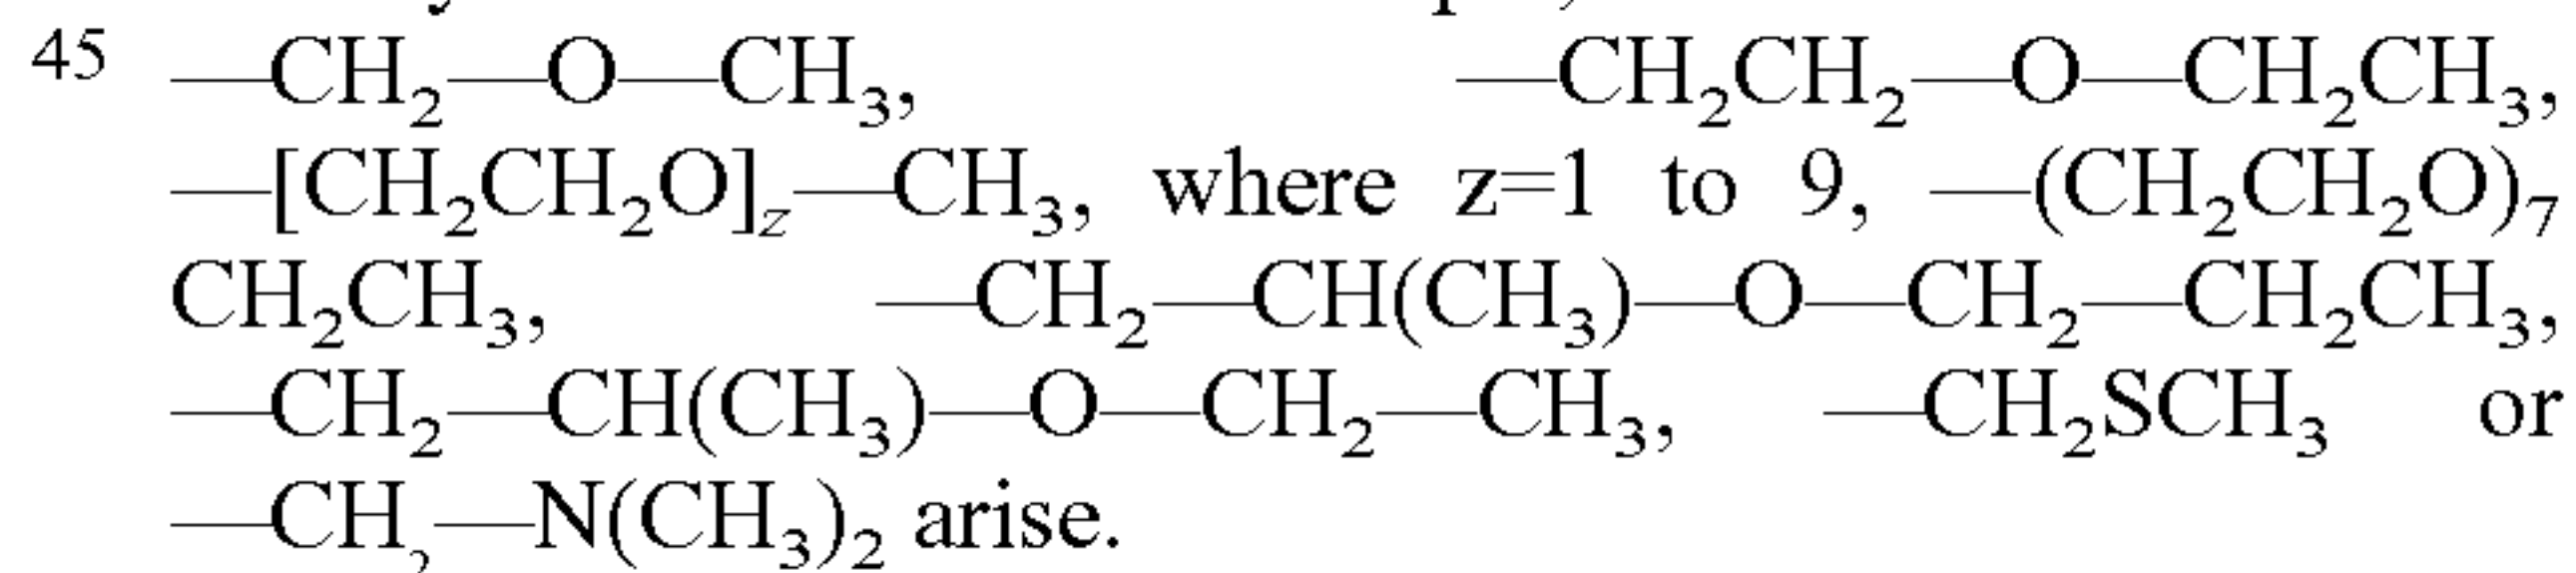 45 —CH₂—O—CH₃, —CH₂CH₂—O—CH₂CH₃,
—[CH₂CH₂O]z—CH₃, where z=1 to 9, —(CH₂CH₂O)₇
CH₂CH₃, —CH₂—CH(CH₃)—O—CH₂—CH₂CH₃,
—CH₂—CH(CH₃)—O—CH₂—CH₃, —CH₂SCH₃ or
—CH₂—N(CH₃)₂ arise.